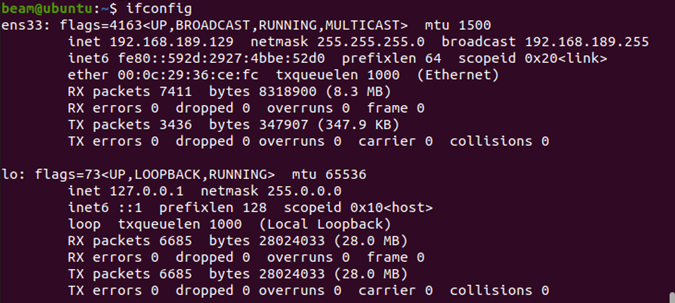 beam@ubuntu:~$ ifconfig
ens33: flags=4163<UP,BROADCAST,RUNNING,MULTICAST>  mtu 1500
        inet 192.168.189.129  netmask 255.255.255.0  broadcast 192.168.189.255
        inet6 fe80::592d:2927:4bbe:52d0  prefixlen 64  scopeid 0x20<link>
        ether 00:0c:29:36:ce:fc  txqueuelen 1000  (Ethernet)
        RX packets 7411  bytes 8318900 (8.3 MB)
        RX errors 0  dropped 0  overruns 0  frame 0
        TX packets 3436  bytes 347907 (347.9 KB)
        TX errors 0  dropped 0 overruns 0  carrier 0  collisions 0

lo: flags=73<UP,LOOPBACK,RUNNING>  mtu 65536
        inet 127.0.0.1  netmask 255.0.0.0
        inet6 ::1  prefixlen 128  scopeid 0x10<host>
        loop  txqueuelen 1000  (Local Loopback)
        RX packets 6685  bytes 28024033 (28.0 MB)
        RX errors 0  dropped 0  overruns 0  frame 0
        TX packets 6685  bytes 28024033 (28.0 MB)
        TX errors 0  dropped 0 overruns 0  carrier 0  collisions 0